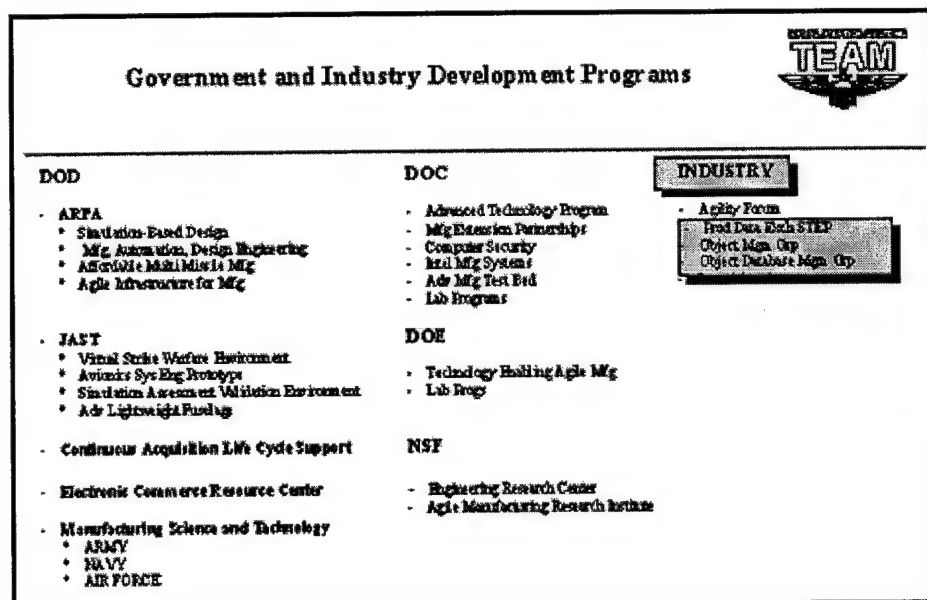 TEAM
Government and Industry Development Programs
DOD
- ARPA
* Simulation-Based Design
* Mfg Automation, Design Engineering
* Affordable Multi Missile Mfg
* Agile Infrastructure for Mfg
- JAST
* Virtual Strike Warfare Environment
* Avionics Sys Eng Prototype
* Simulation Assessment Validation Environment
* Adv Lightweight Fuselage
- Continuous Acquisition Life Cycle Support
- Electronic Commerce Resource Center
- Manufacturing Science and Technology
* ARMY
* NAVY
* AIR FORCE
DOC
- Advanced Technology Program
- Mfg Extension Partnerships
- Computer Security
- Intel Mfg Systems
- Adv Mfg Test Bed
- Lab Programs
DOE
- Technology Enabling Agile Mfg
- Lab Progs
NSF
- Engineering Research Center
- Agile Manufacturing Research Institute
INDUSTRY
- Agility Forum
- Prod Data Exch STEP
- Object Mgn. Grp
- Object Database Mgn. Grp